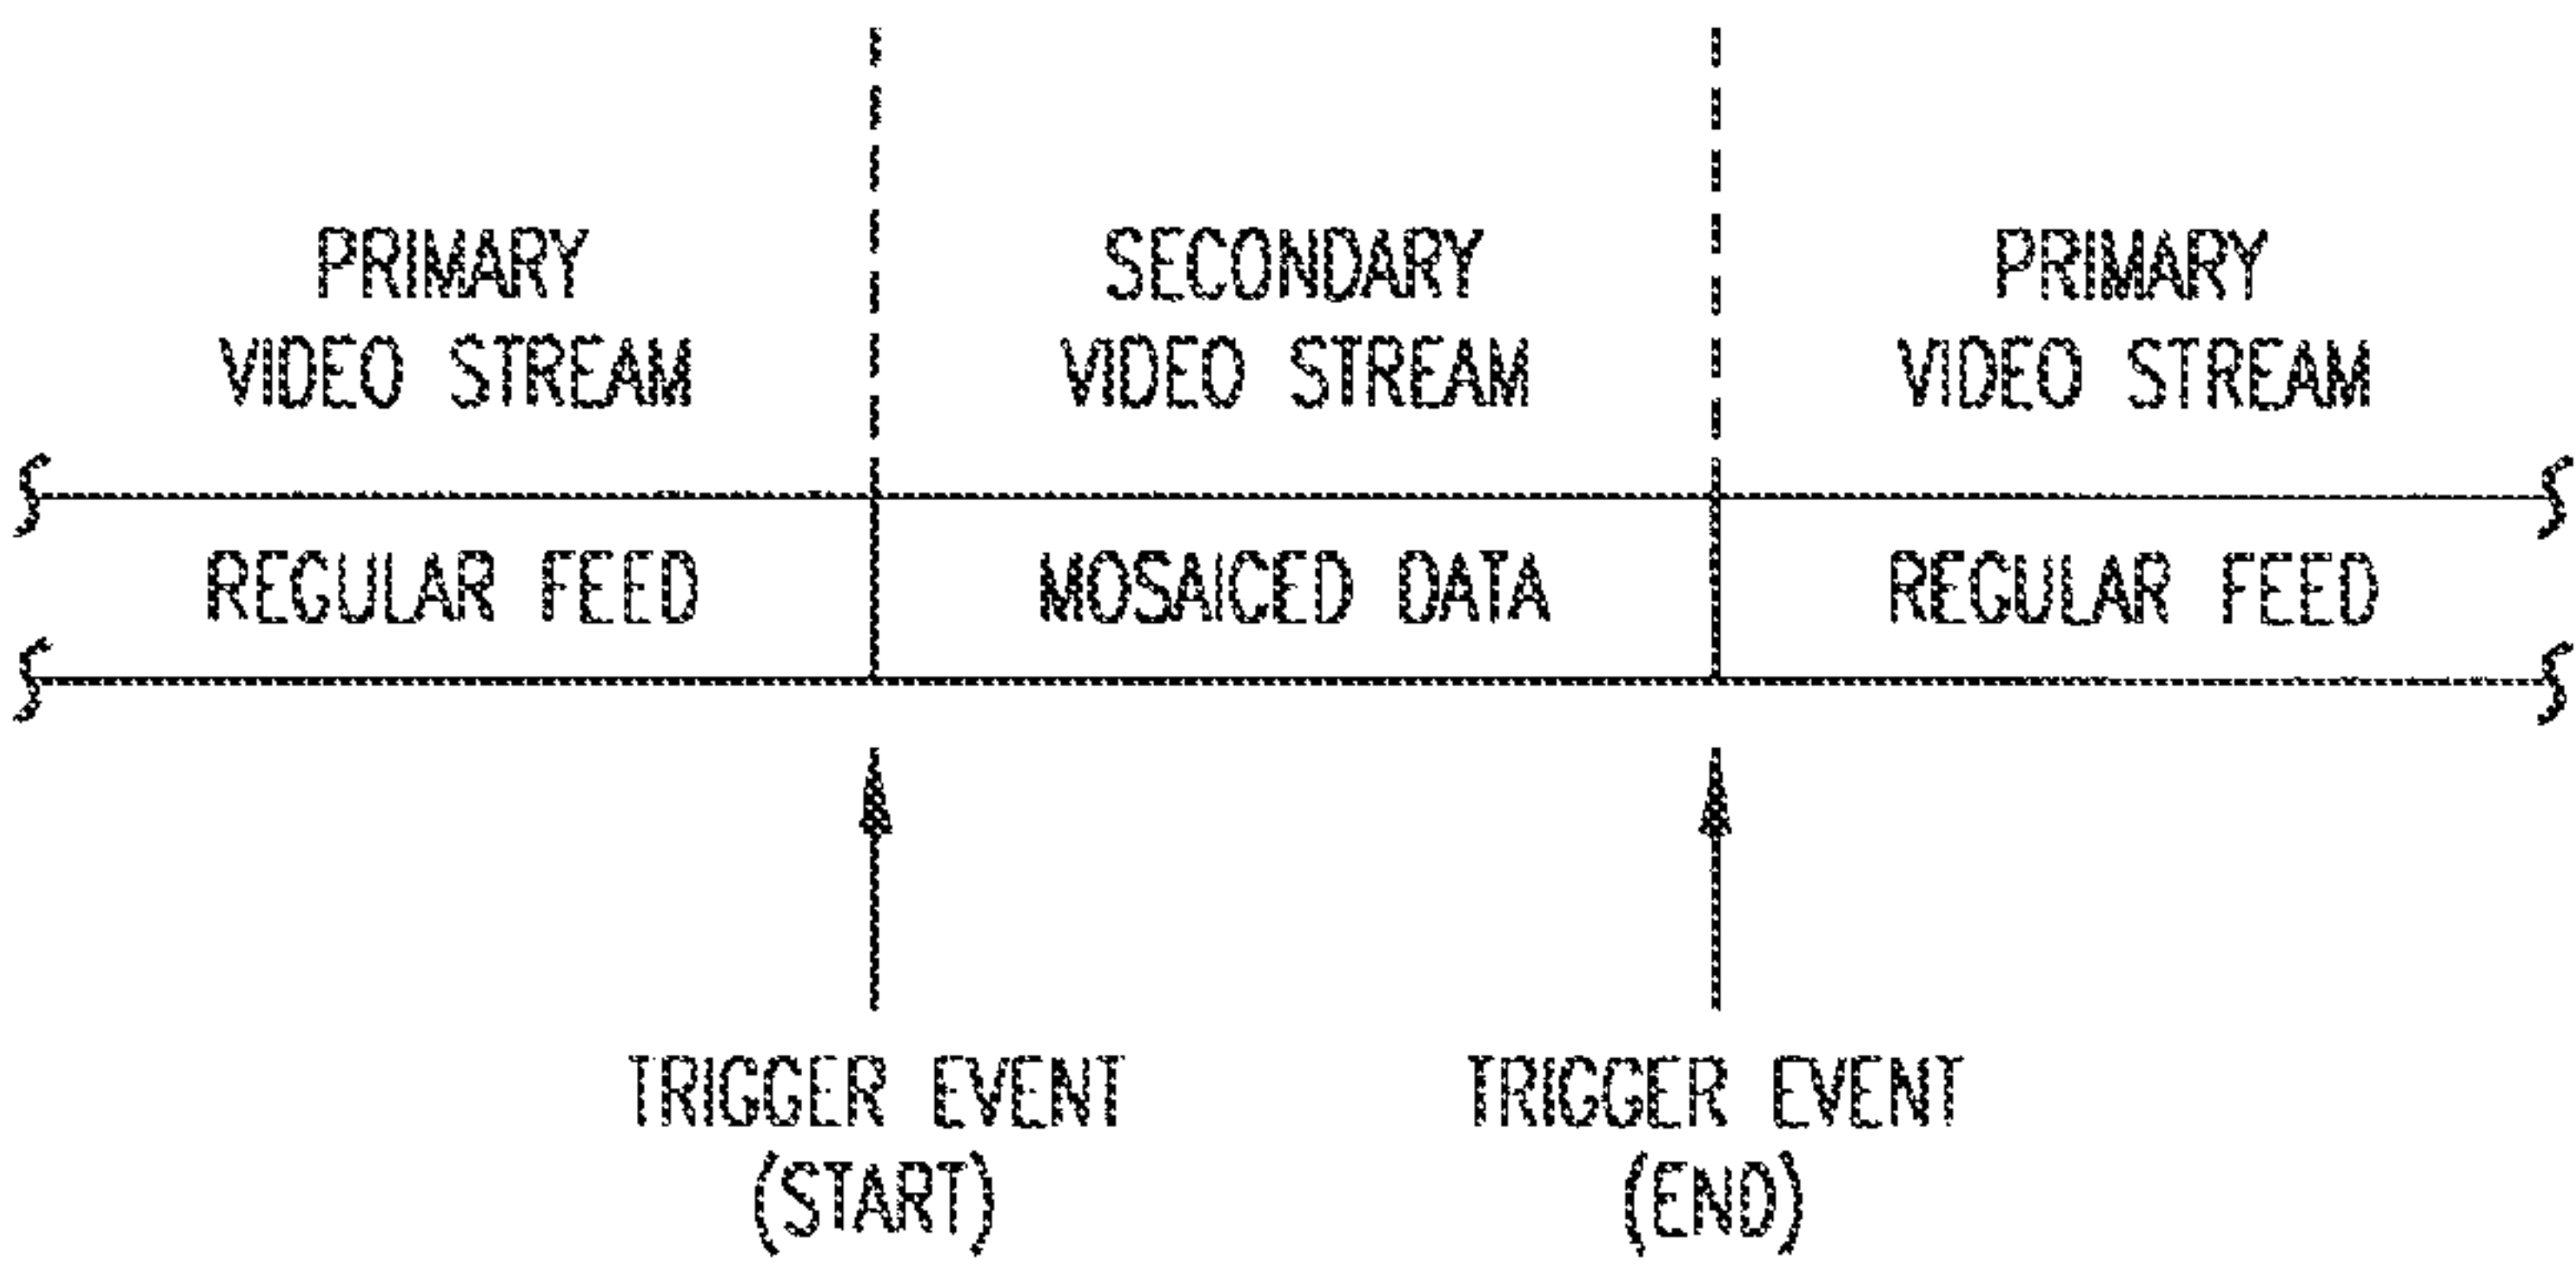 PRIMARY
VIDEO STREAM
SECONDARY
VIDEO STREAM
PRIMARY
VIDEO STREAM
REGULAR FEED
MOSAICED DATA
REGULAR FEED
TRIGGER EVENT
(START)
TRIGGER EVENT
(END)